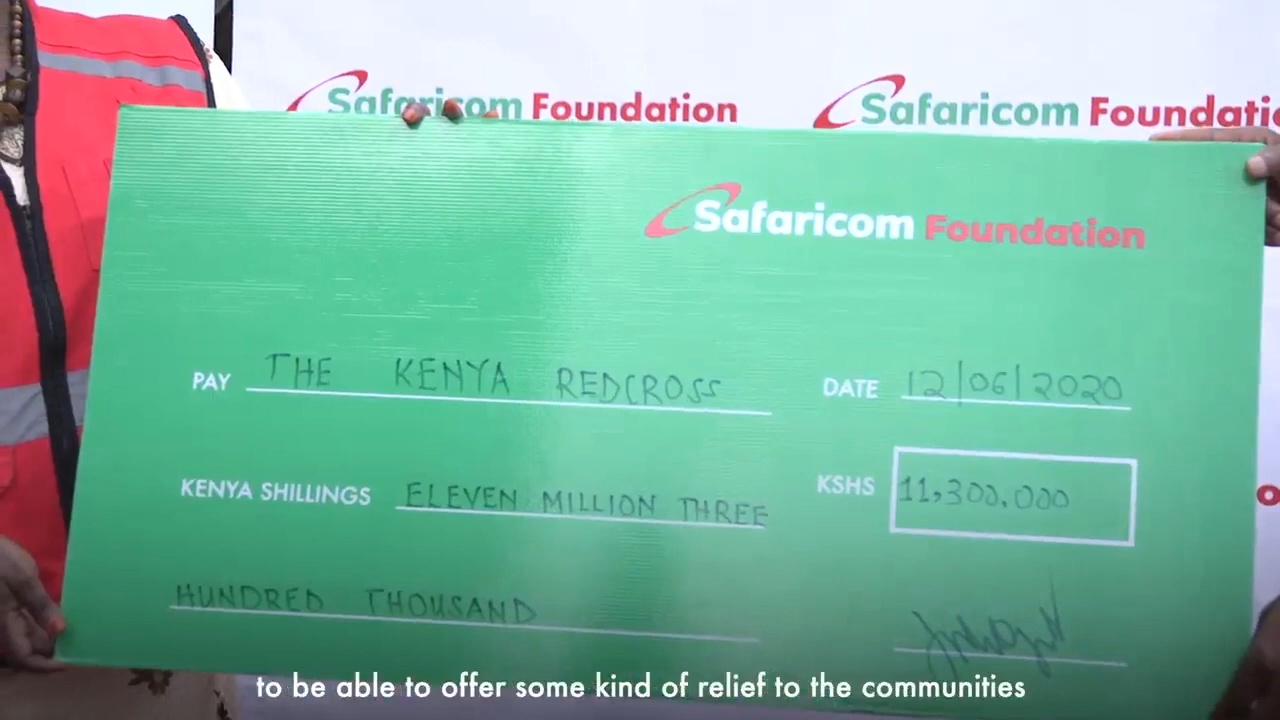 Safaricom Foundation
Safaricom Foundatio
Safaricom Foundation
PAY THE KENYA REDCROSS
DATE 12/06/2020
KENYA SHILLINGS ELEVEN MILLION THREE
KSHS 11,300,000
HUNDRED THOUSAND
to be able to offer some kind of relief to the communities